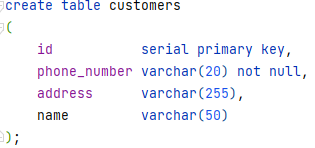 create table customers
(
    id           serial primary key,
    phone_number varchar(20) not null,
    address      varchar(255),
    name         varchar(50)
);